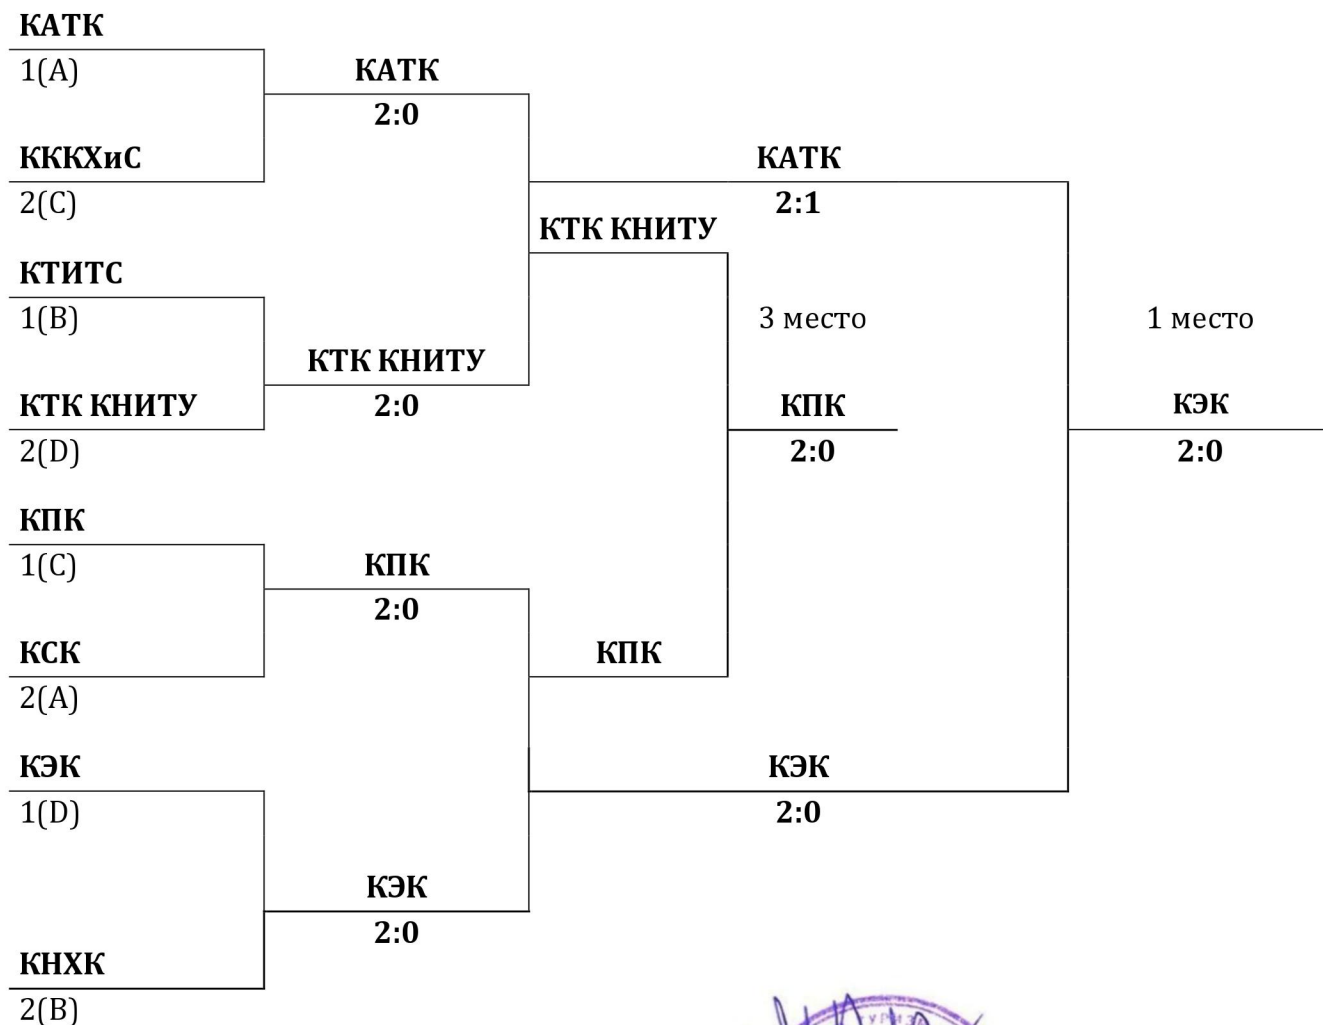 КАТК
1(A)
КАТК
2:0
КККХиС
2(C)
КАТК
2:1
КТК КНИТУ
КТИТС
1(B)
3 место
1 место
КТК КНИТУ
2:0
КТК КНИТУ
2(D)
КПК
2:0
КЭК
2:0
КПК
1(C)
КПК
2:0
КСК
2(A)
КПК
КЭК
1(D)
КЭК
2:0
КЭК
2:0
КНХК
2(B)